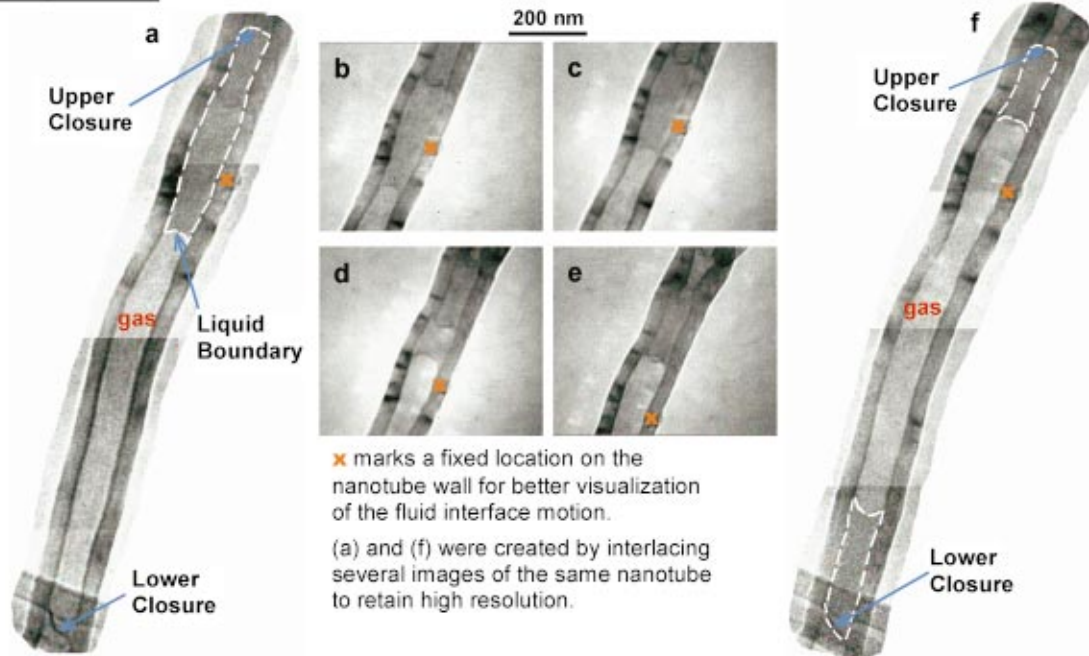 a
Upper
Closure
gas
Liquid
Boundary
Lower
Closure
200 nm
b
c
d
e
x marks a fixed location on the
nanotube wall for better visualization
of the fluid interface motion.
(a) and (f) were created by interlacing
several images of the same nanotube
to retain high resolution.
f
Upper
Closure
gas
Lower
Closure